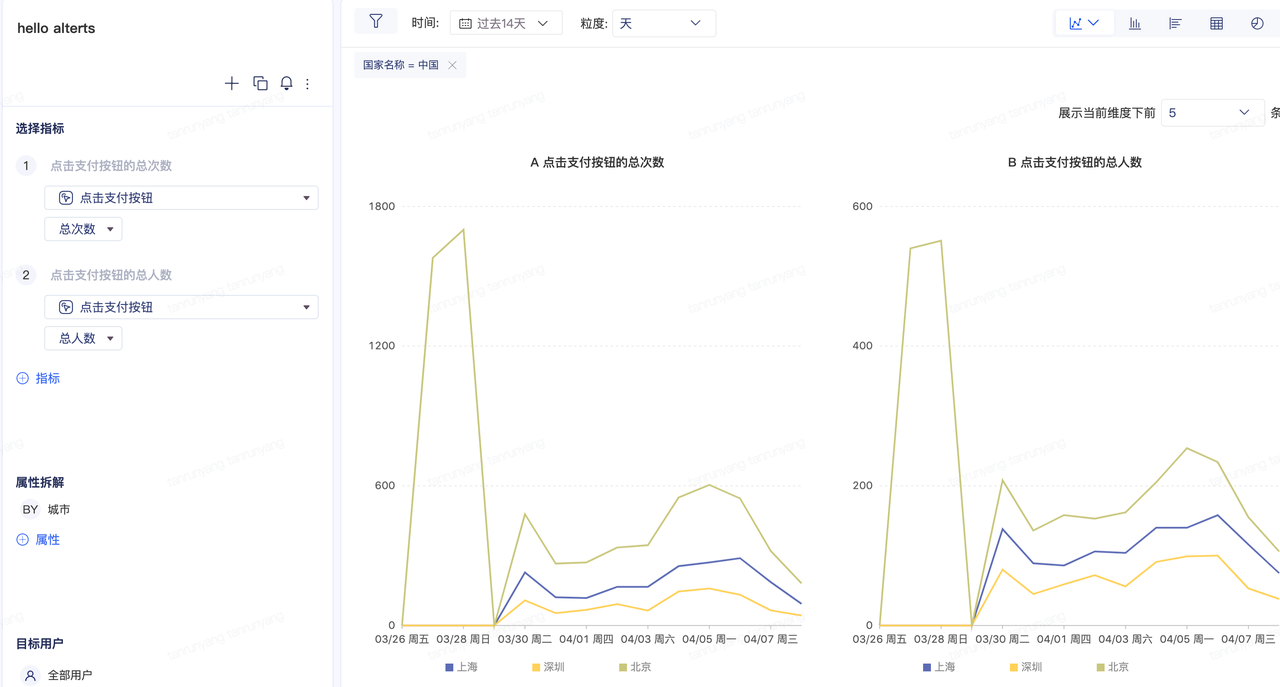 hello alterts
选择指标
1 点击支付按钮的总次数
点击支付按钮
总次数
2 点击支付按钮的总人数
点击支付按钮
总人数
指标
属性拆解
BY 城市
属性
目标用户
全部用户
时间: 过去14天 粒度: 天
国家名称 = 中国
展示当前维度下前 5 条
A 点击支付按钮的总次数
1800
1200
600
0
03/26 周五 03/28 周日 03/30 周二 04/01 周四 04/03 周六 04/05 周一 04/07 周三
上海 深圳 北京
B 点击支付按钮的总人数
600
400
200
0
03/26 周五 03/28 周日 03/30 周二 04/01 周四 04/03 周六 04/05 周一 04/07 周三
上海 深圳 北京
tanrunyang tanrunyang